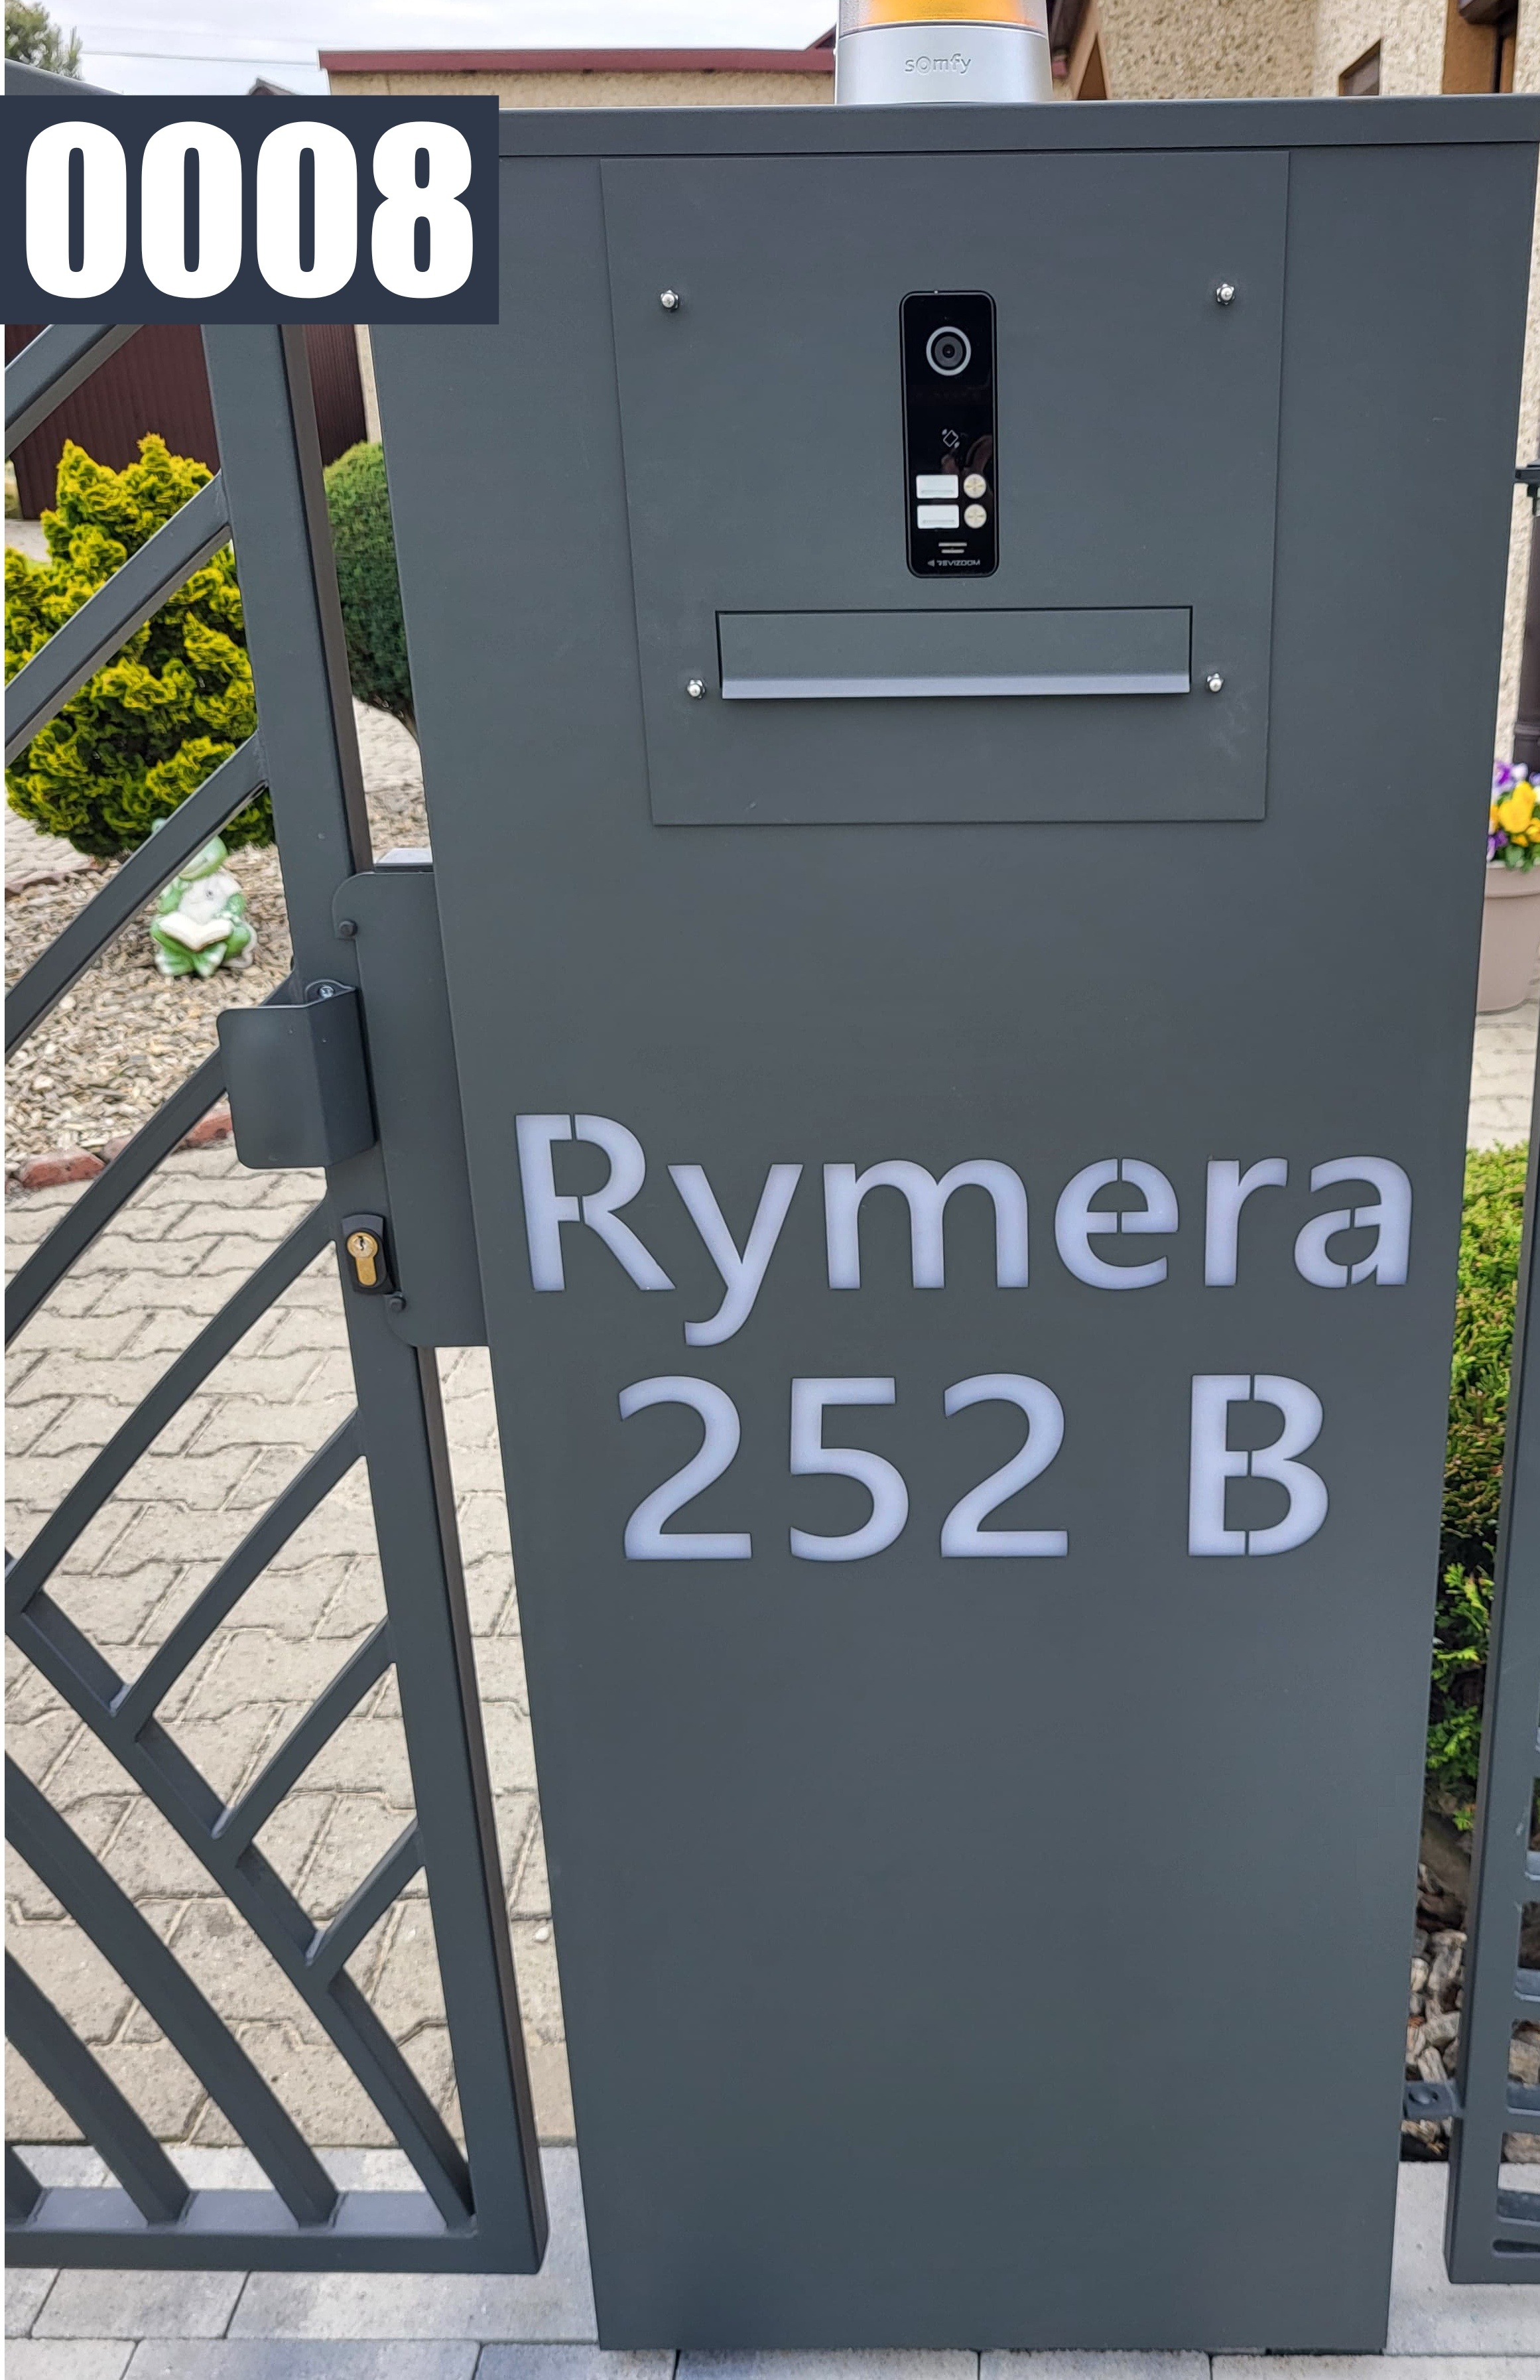 somfy
0008
REVIZOOM
Rymera
252 B